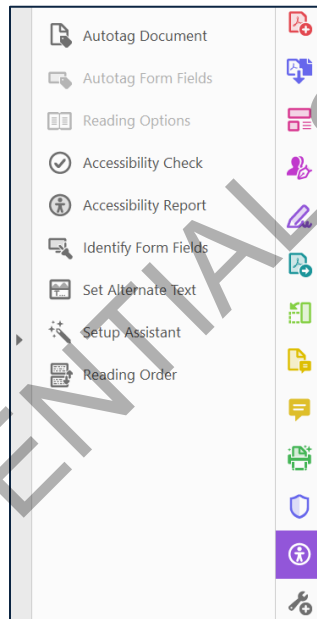 Autotag Document
Autotag Form Fields
Reading Options
Accessibility Check
Accessibility Report
Identify Form Fields
Set Alternate Text
Setup Assistant
Reading Order
ENTIAL